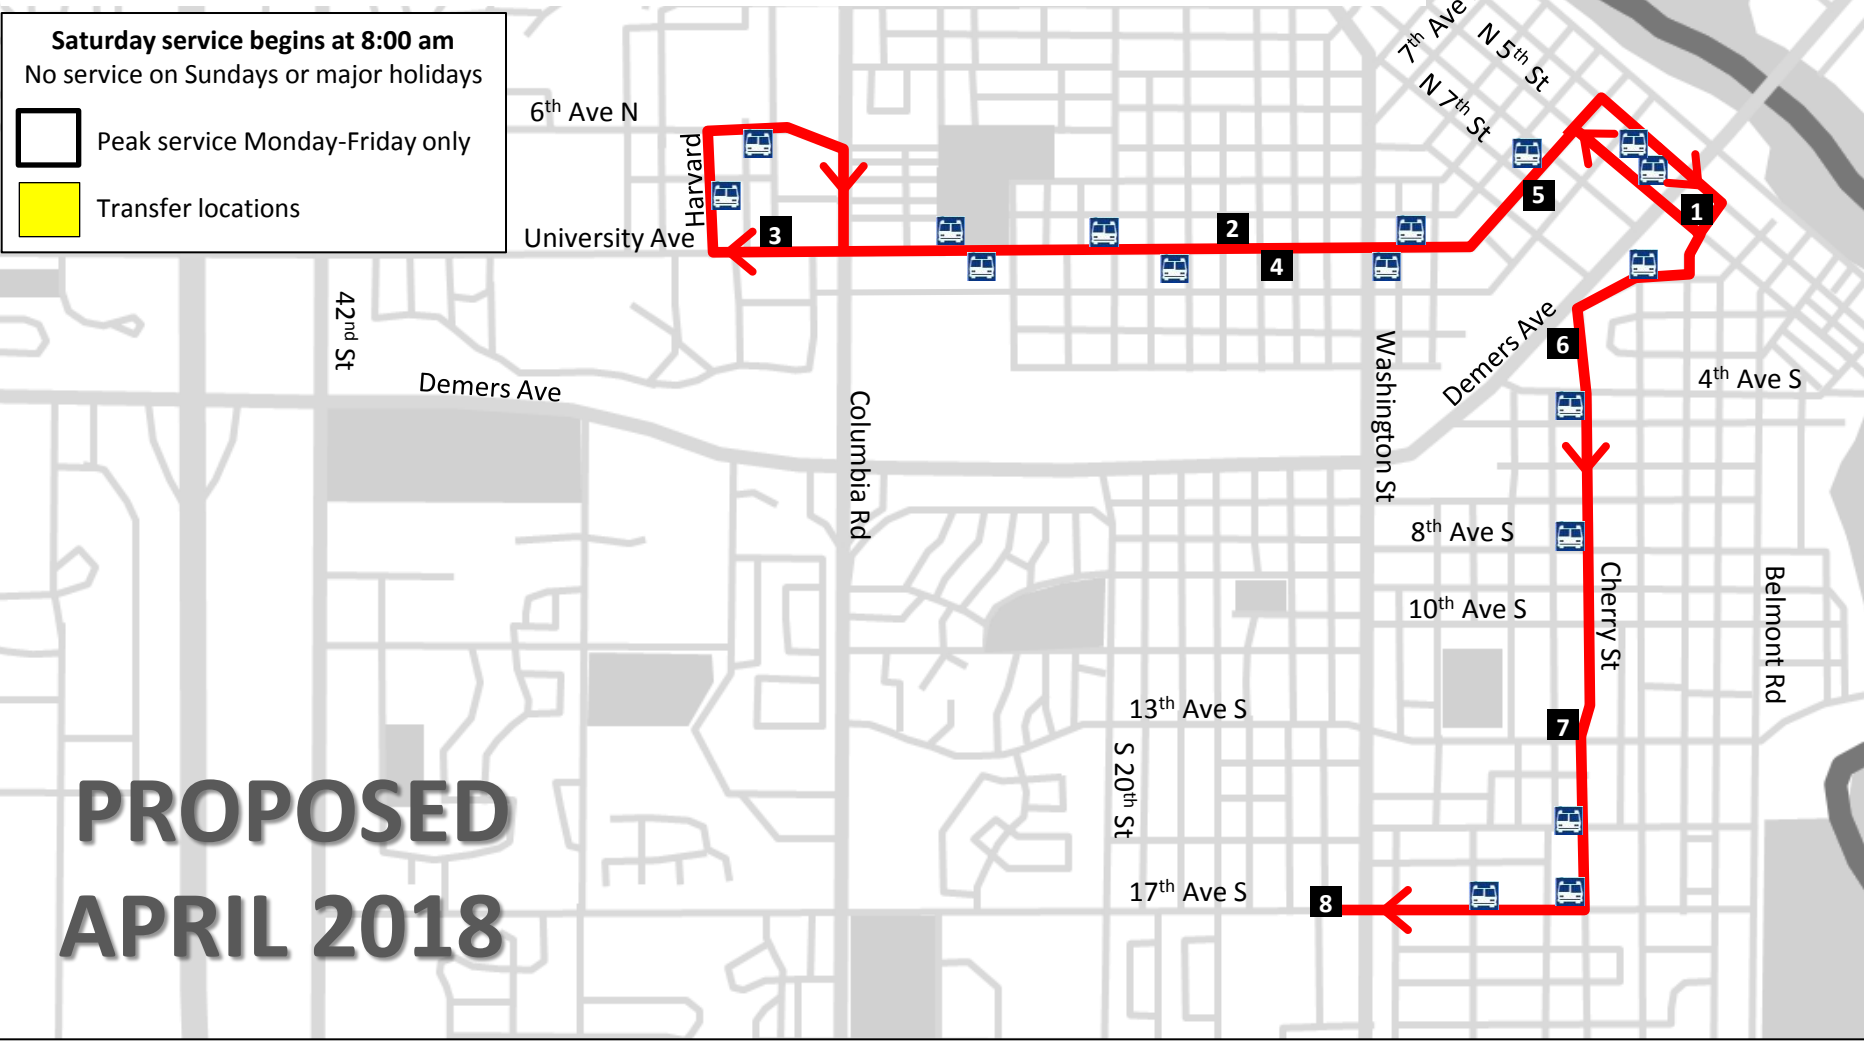 Saturday service begins at 8:00 am
No service on Sundays or major holidays
Peak service Monday-Friday only
Transfer locations
7th Ave
N 5th St
N 7th St
6th Ave N
Harvard
University Ave
3
2
4
5
1
42nd St
Demers Ave
Columbia Rd
Washington St
Demers Ave
6
4th Ave S
8th Ave S
10th Ave S
Cherry St
Belmont Rd
13th Ave S
7
S 20th St
17th Ave S
8
PROPOSED
APRIL 2018